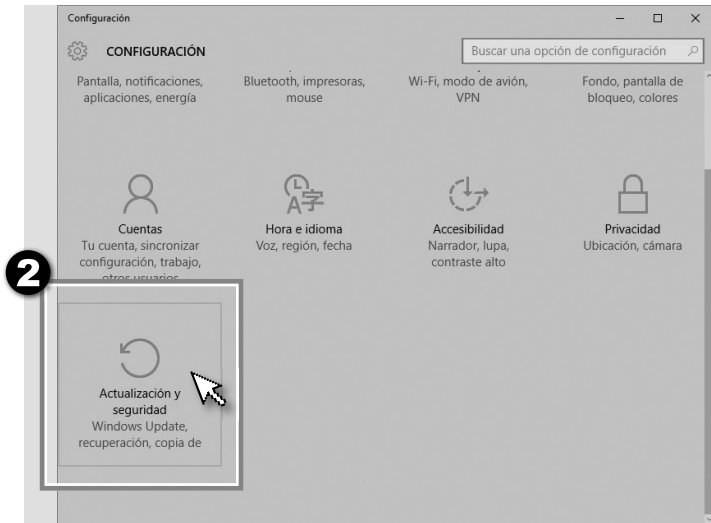 Configuración
CONFIGURACIÓN
Buscar una opción de configuración
Pantalla, notificaciones,
aplicaciones, energía
Bluetooth, impresoras,
mouse
Wi-Fi, modo de avión,
VPN
Fondo, pantalla de
bloqueo, colores
Cuentas
Tu cuenta, sincronizar
configuración, trabajo,
otros usuarios
Hora e idioma
Voz, región, fecha
Accesibilidad
Narrador, lupa,
contraste alto
Privacidad
Ubicación, cámara
2
Actualización y
seguridad
Windows Update,
recuperación, copia de